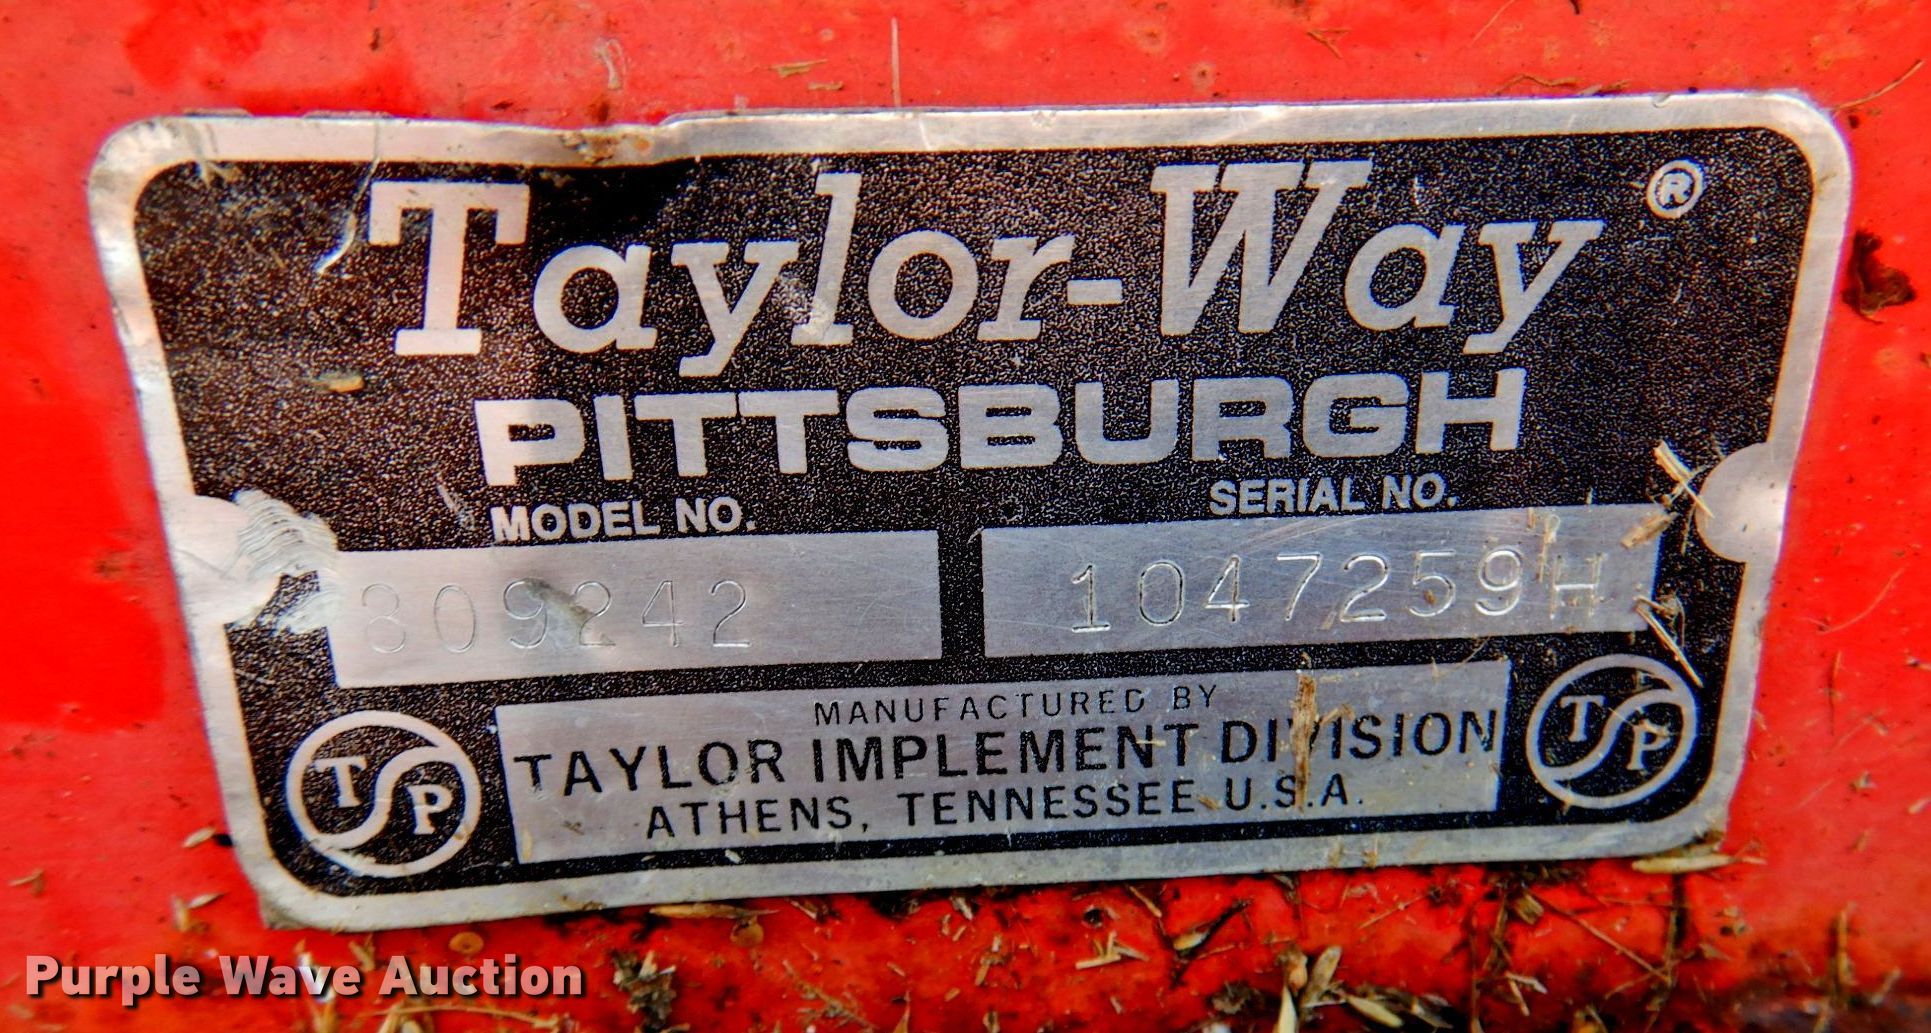 Taylor-Way ®
PITTSBURGH
MODEL NO. SERIAL NO.
809242 1047259H
MANUFACTURED BY
TAYLOR IMPLEMENT DIVISION
ATHENS, TENNESSEE U.S.A.
TP TP
Purple Wave Auction